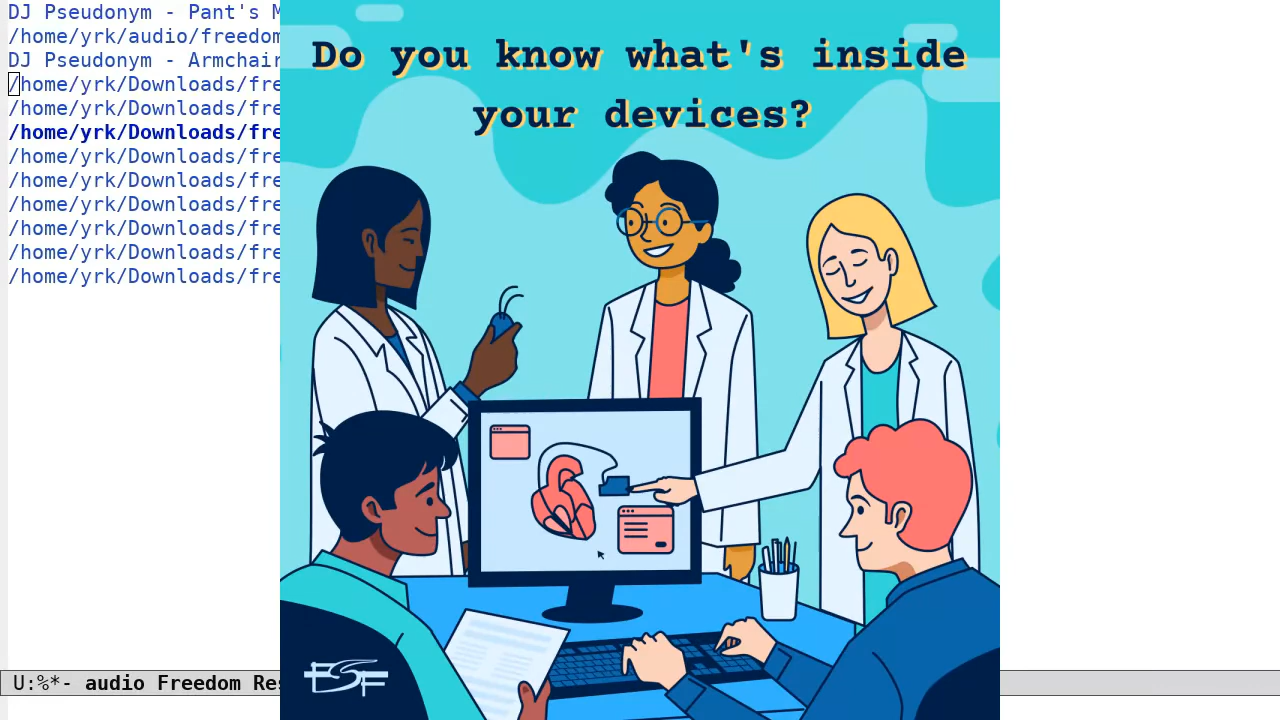 DJ Pseudonym - Pant's
/home/yrk/audio/freedom
DJ Pseudonym - Armchair
/home/yrk/Downloads/fre
/home/yrk/Downloads/fre
/home/yrk/Downloads/fre
/home/yrk/Downloads/fre
/home/yrk/Downloads/fre
/home/yrk/Downloads/fre
/home/yrk/Downloads/fre
/home/yrk/Downloads/fre
/home/yrk/Downloads/fre
U:%*- audio Freedom Res
Do you know what's inside
your devices?
FSF